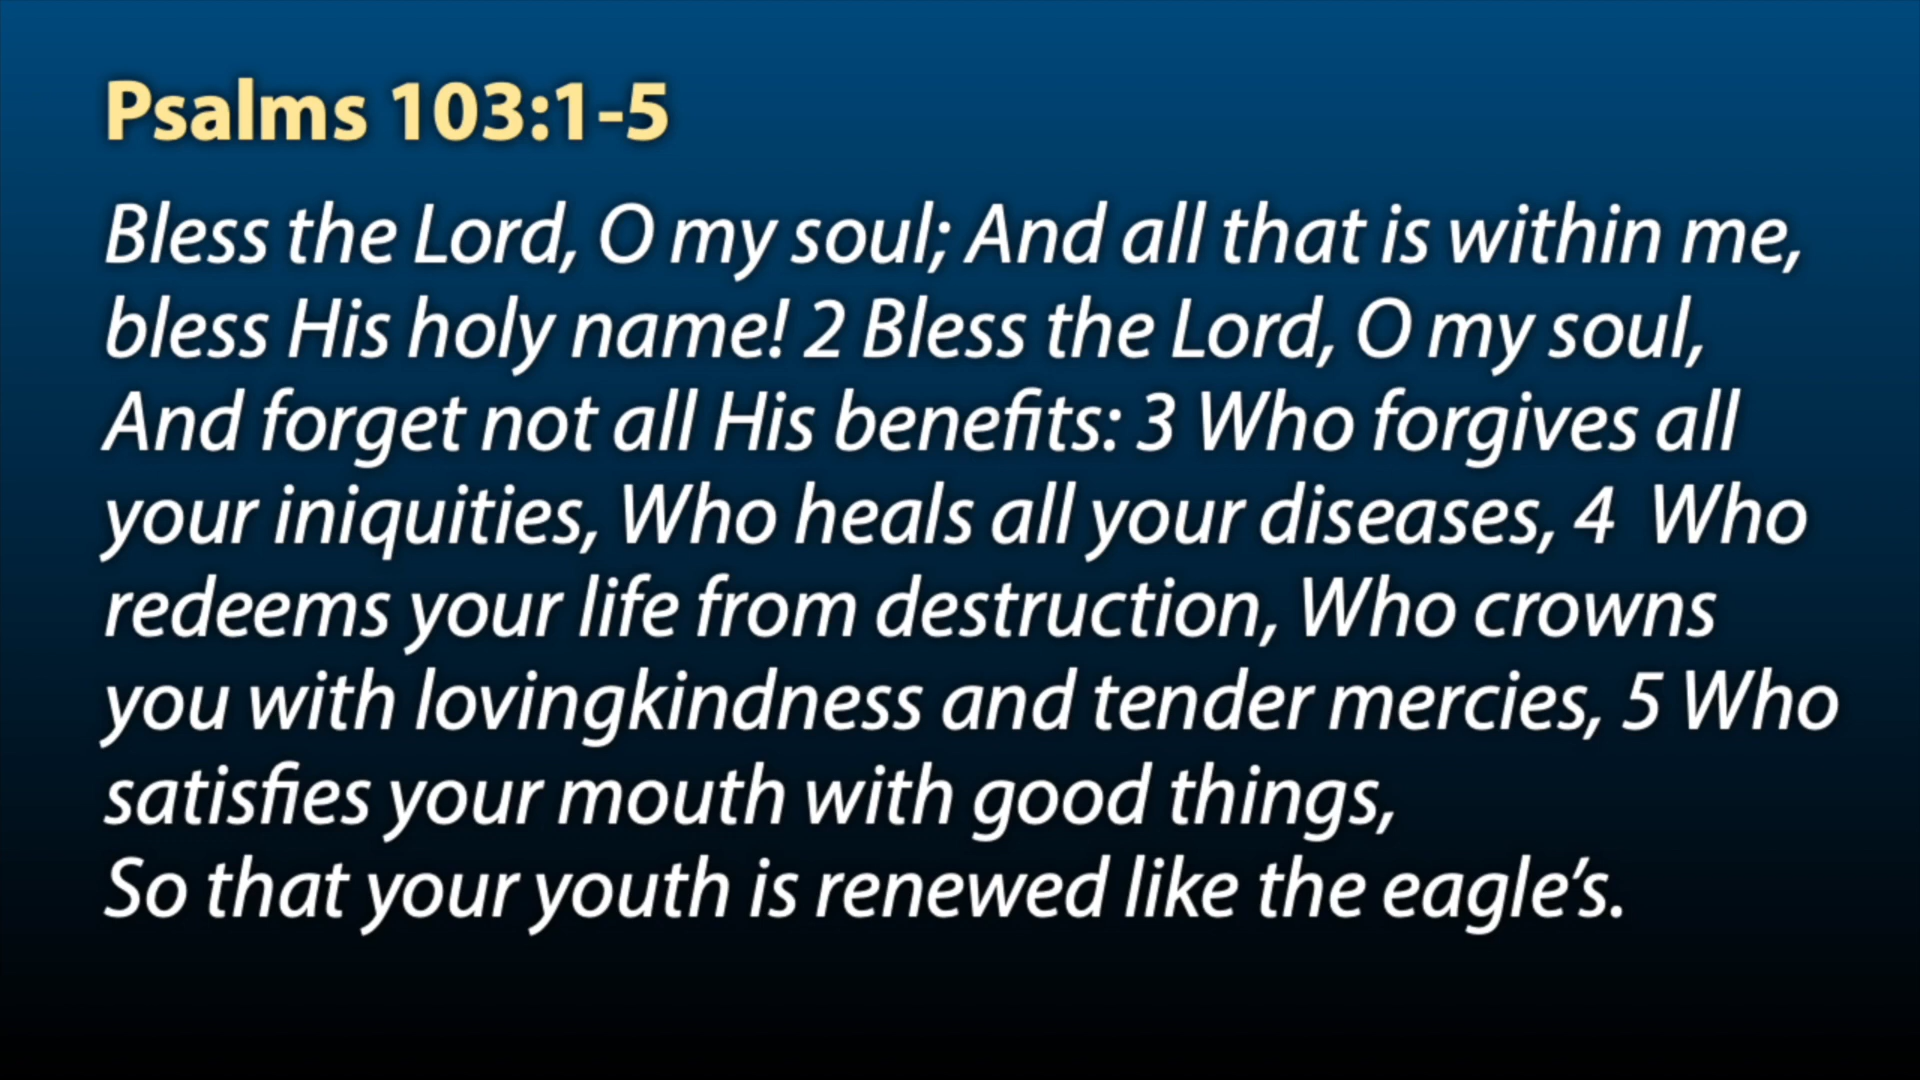 Psalms 103:1-5
Bless the Lord, O my soul; And all that is within me,
bless His holy name! 2 Bless the Lord, O my soul,
And forget not all His benefits: 3 Who forgives all
your iniquities, Who heals all your diseases, 4  Who
redeems your life from destruction, Who crowns
you with lovingkindness and tender mercies, 5 Who
satisfies your mouth with good things,
So that your youth is renewed like the eagle’s.